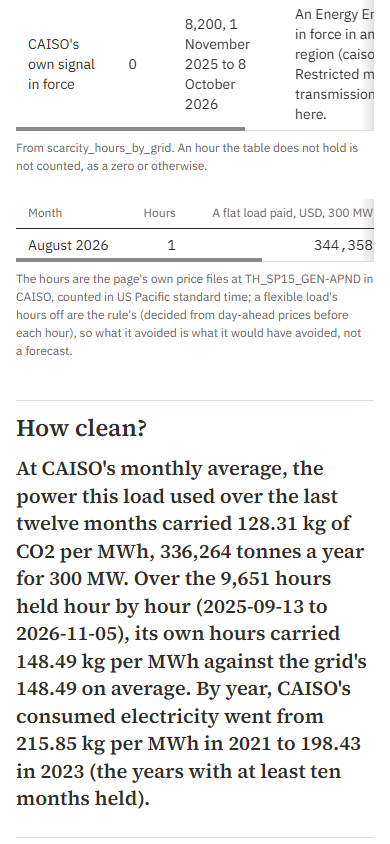 CAISO's own signal in force
0
8,200, 1 November 2025 to 8 October 2026
An Energy E
in force in an
region (caiso
Restricted m
transmission
here.
From scarcity_hours_by_grid. An hour the table does not hold is
not counted, as a zero or otherwise.
Month Hours A flat load paid, USD, 300 MW
August 2026 1 344,358
The hours are the page's own price files at TH_SP15_GEN-APND in
CAISO, counted in US Pacific standard time; a flexible load's
hours off are the rule's (decided from day-ahead prices before
each hour), so what it avoided is what it would have avoided, not
a forecast.
How clean?
At CAISO's monthly average, the
power this load used over the last
twelve months carried 128.31 kg of
CO2 per MWh, 336,264 tonnes a year
for 300 MW. Over the 9,651 hours
held hour by hour (2025-09-13 to
2026-11-05), its own hours carried
148.49 kg per MWh against the grid's
148.49 on average. By year, CAISO's
consumed electricity went from
215.85 kg per MWh in 2021 to 198.43
in 2023 (the years with at least ten
months held).